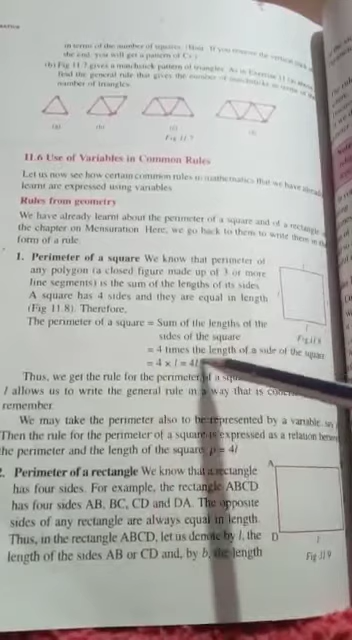 in terms of the number of squares. (Hint: If you remove the vertical stick at
the end, you will get a pattern of Cs.)
(b) Fig 11.7 gives a matchstick pattern of triangles. As in Exercise 11 (a) above
find the general rule that gives the number of matchsticks in terms of the
number of triangles.
(a) (b) (c) (d)
Fig 11.7
11.6 Use of Variables in Common Rules
Let us now see how certain common rules in mathematics that we have already
learnt are expressed using variables.
Rules from geometry
We have already learnt about the perimeter of a square and of a rectangle in
the chapter on Mensuration. Here, we go back to them to write them in the
form of a rule.
1. Perimeter of a square We know that perimeter of
any polygon (a closed figure made up of 3 or more
line segments) is the sum of the lengths of its sides.
A square has 4 sides and they are equal in length
(Fig 11.8). Therefore,
The perimeter of a square = Sum of the lengths of the
sides of the square
Fig 11.8
= 4 times the length of a side of the square
= 4 × l = 4l
Thus, we get the rule for the perimeter of a
l allows us to write the general rule in a way that is
remember.
We may take the perimeter also to be represented by a variable, say
Then the rule for the perimeter of a square is expressed as a relation between
the perimeter and the length of the square, p = 4l
2. Perimeter of a rectangle We know that a rectangle
has four sides. For example, the rectangle ABCD
has four sides AB, BC, CD and DA. The opposite
sides of any rectangle are always equal in length.
Thus, in the rectangle ABCD, let us denote by l, the
length of the sides AB or CD and, by b, the length
A
D l
Fig 11.9